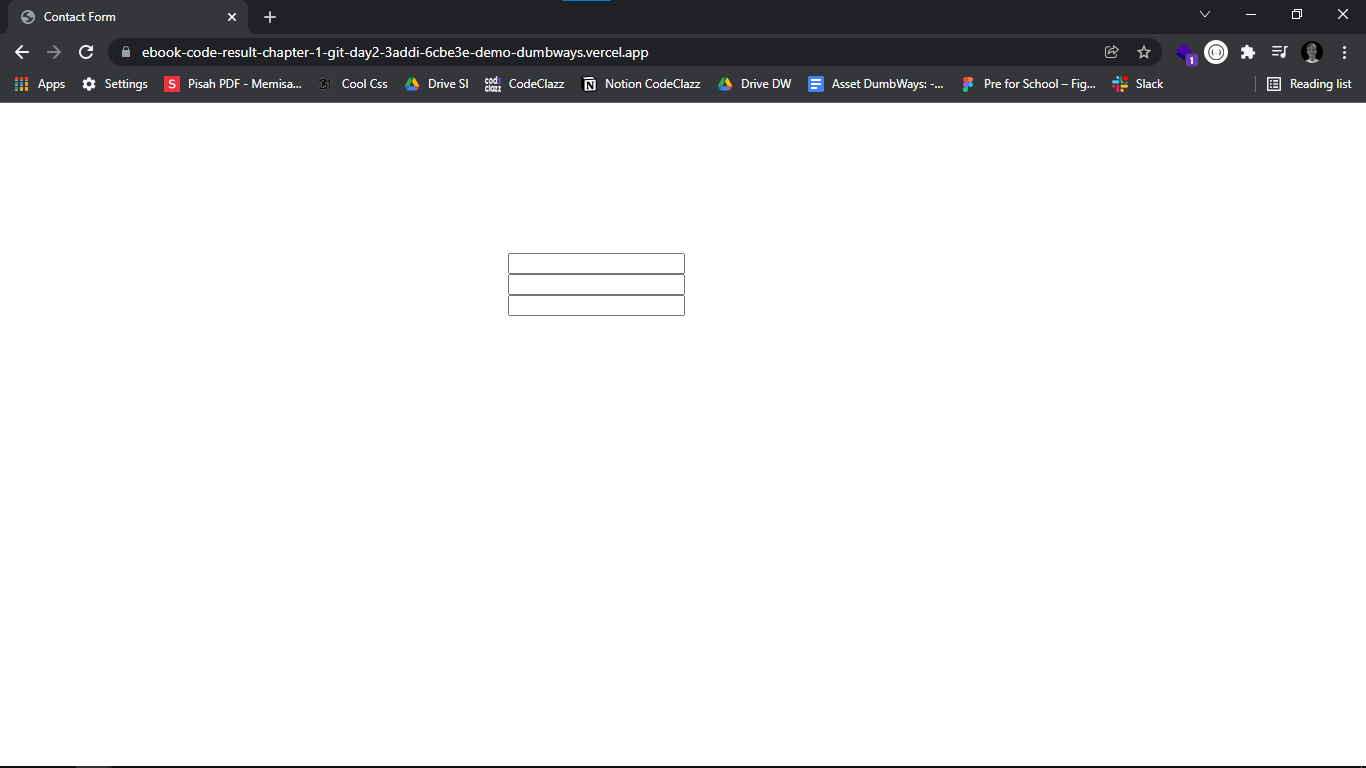 Contact Form
ebook-code-result-chapter-1-git-day2-3addi-6cbe3e-demo-dumbways.vercel.app
1
Apps Settings S Pisah PDF - Memisa... Cool Css Drive SI CODE CLAZZ CodeClazz N Notion CodeClazz Drive DW Asset DumbWays: -... Pre for School – Fig... Slack Reading list